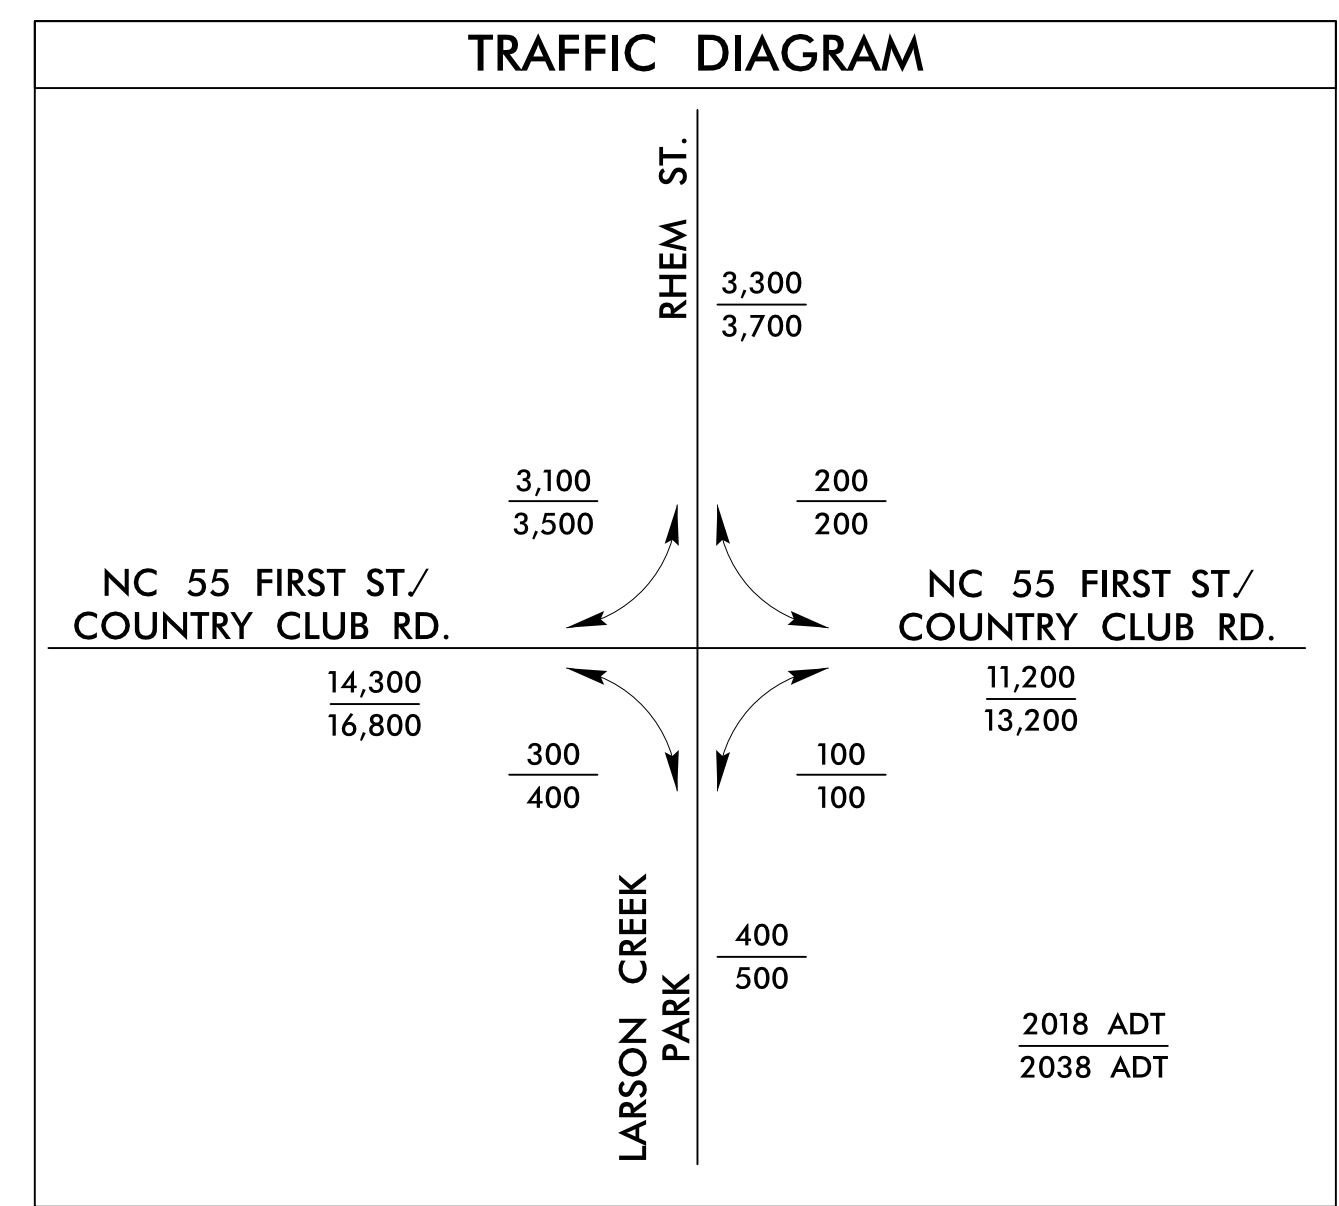 TRAFFIC DIAGRAM
RHEM ST.
3,300
3,700
3,100
3,500
200
200
NC 55 FIRST ST./
COUNTRY CLUB RD.
NC 55 FIRST ST./
COUNTRY CLUB RD.
14,300
16,800
11,200
13,200
300
400
100
100
LARSON CREEK
PARK
400
500
2018 ADT
2038 ADT